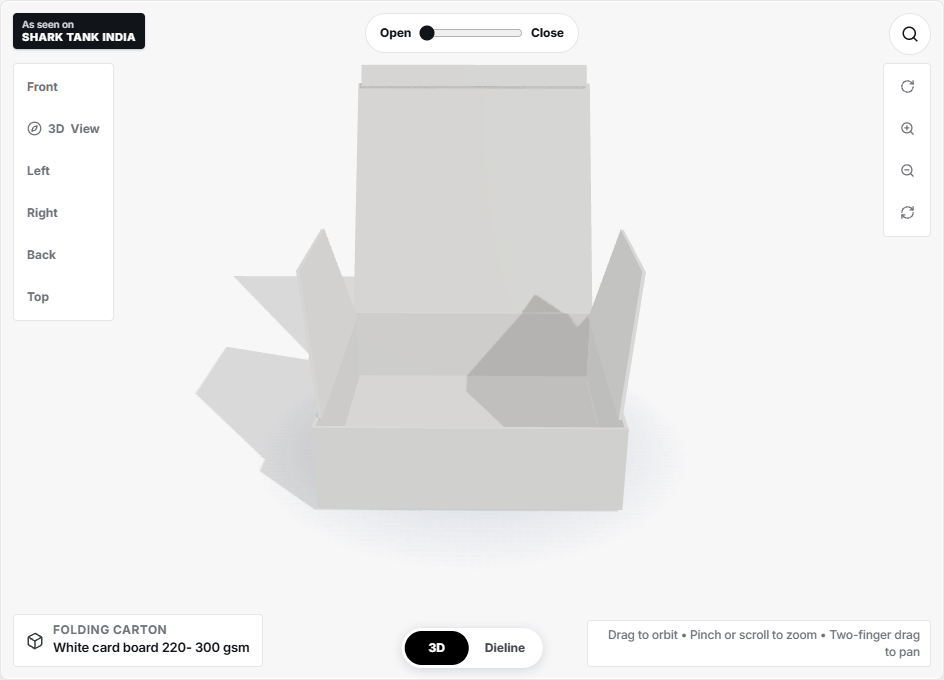 As seen on
SHARK TANK INDIA
Open
Close
Front
3D View
Left
Right
Back
Top
FOLDING CARTON
White card board 220- 300 gsm
3D
Dieline
Drag to orbit • Pinch or scroll to zoom • Two-finger drag
to pan